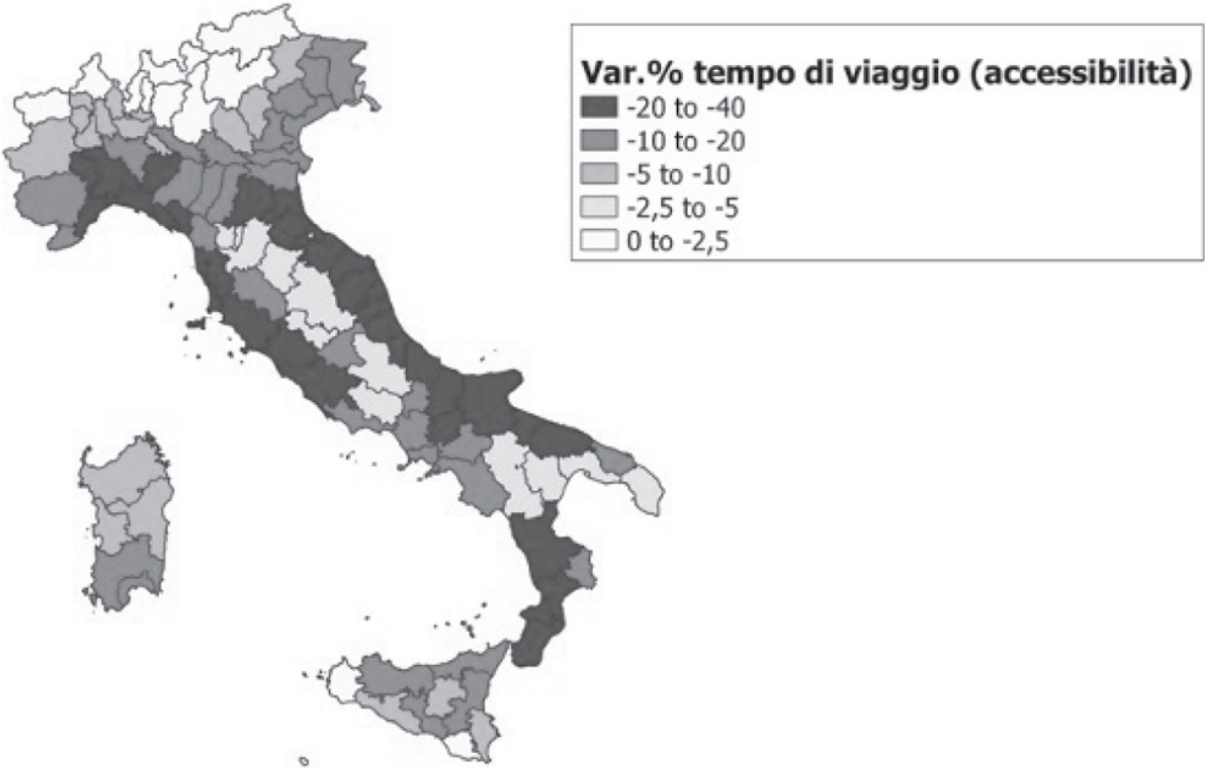 Var.% tempo di viaggio (accessibilità)
-20 to -40
-10 to -20
-5 to -10
-2,5 to -5
0 to -2,5